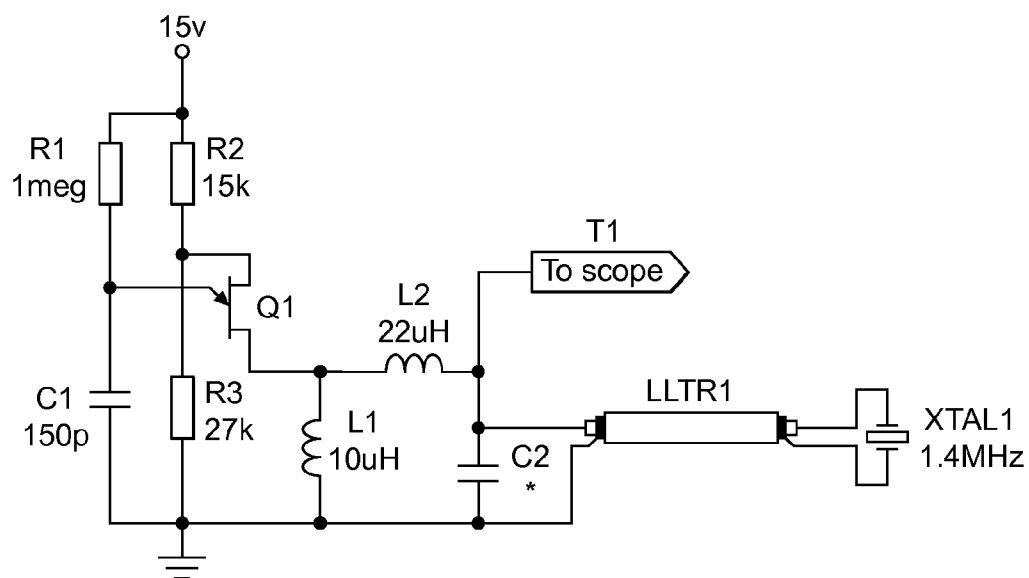 15v
R1
1meg
R2
15k
T1
To scope
Q1
L2
22uH
C1
150p
R3
27k
L1
10uH
C2
*
LLTR1
XTAL1
1.4MHz